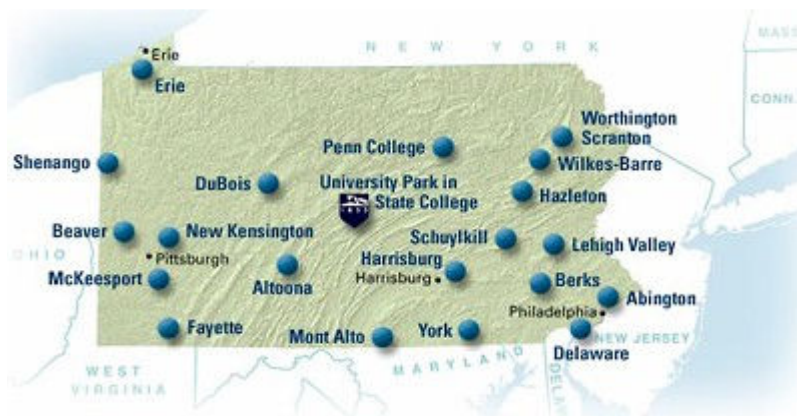 NEW YORK
MASS
CONN.
Erie
Erie
Worthington
Scranton
Penn College
Wilkes-Barre
Shenango
DuBois
University Park in
State College
Hazleton
Beaver
New Kensington
Schuylkill
Lehigh Valley
OHIO
Pittsburgh
Harrisburg
McKeesport
Altoona
Harrisburg
Berks
Abington
Philadelphia
Fayette
Mont Alto
York
NEW JERSEY
Delaware
WEST
VIRGINIA
MARYLAND
DELA